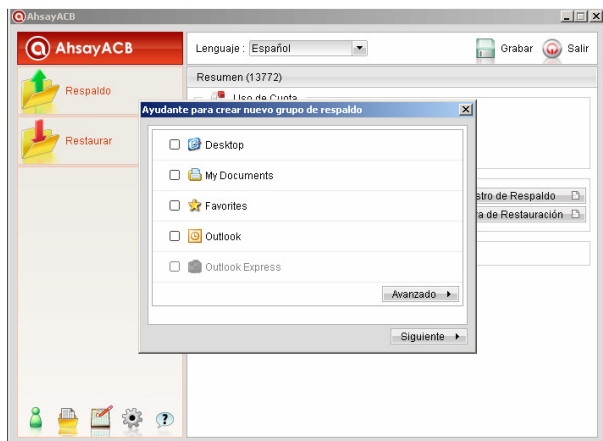 AhsayACB
AhsayACB
Lenguaje : Español
Grabar
Salir
Respaldo
Restaurar
Resumen (13772)
Uso de Cuota
Ayudante para crear nuevo grupo de respaldo
Desktop
My Documents
Favorites
Outlook
Outlook Express
Avanzado
Siguiente
stro de Respaldo
a de Restauración